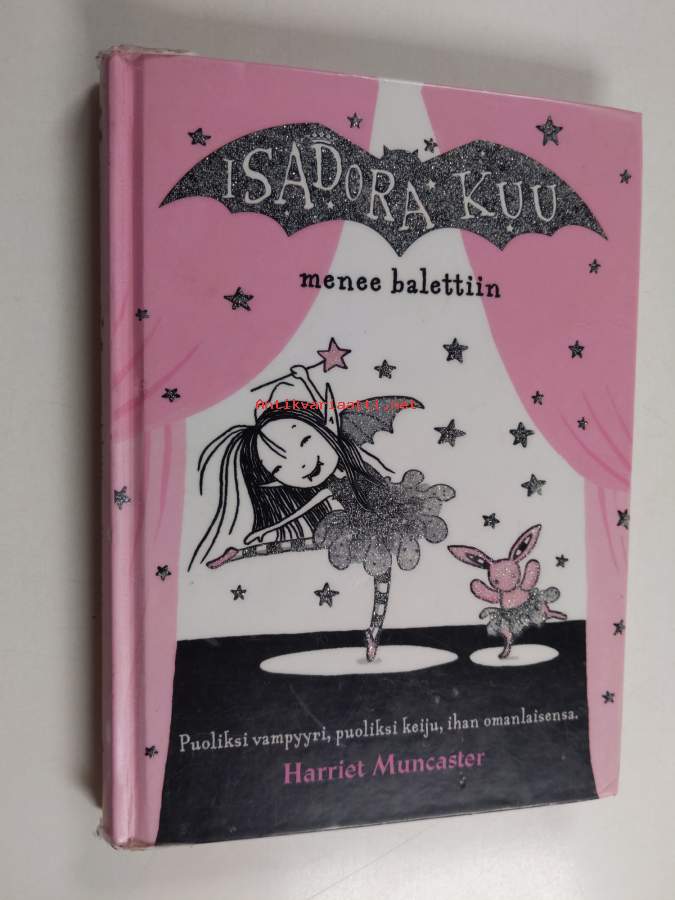 ISADORA KUU
menee balettiin
Antikvariaatti.net
Puoliksi vampyyri, puoliksi keiju, ihan omanlaisensa.
Harriet Muncaster